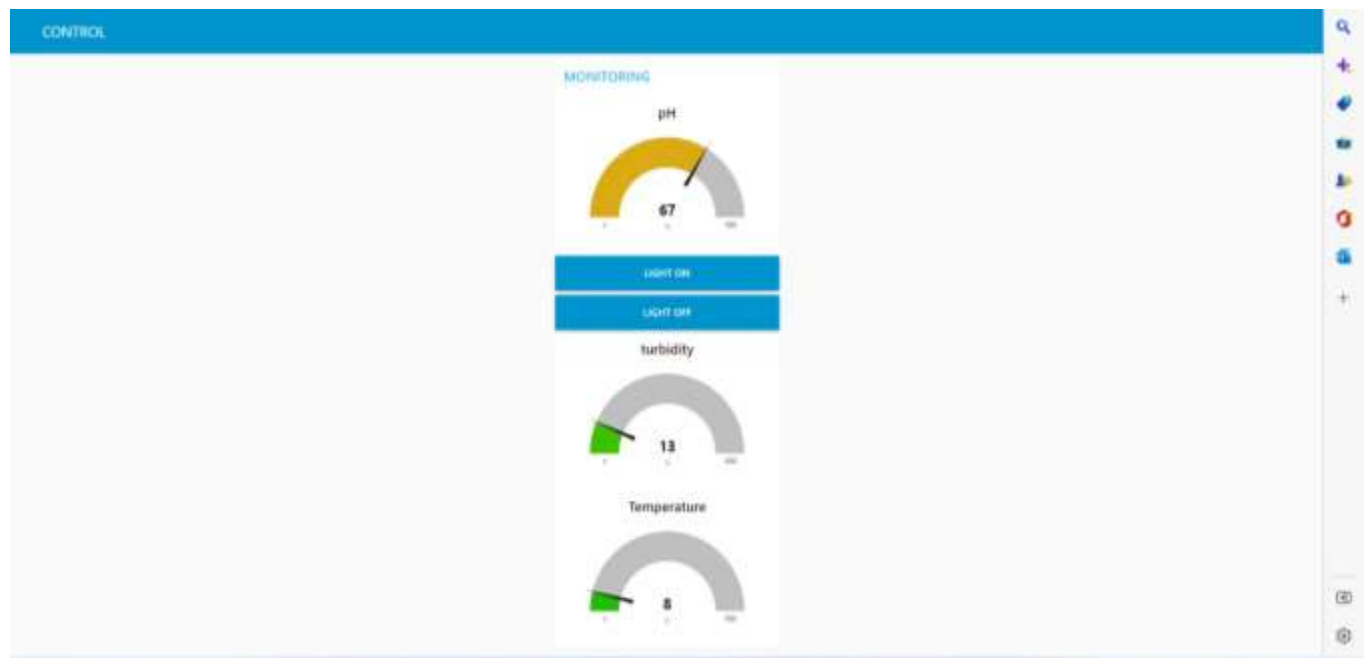 CONTROL
MONITORING
pH
67
LIGHT ON
LIGHT OFF
turbidity
13
Temperature
8